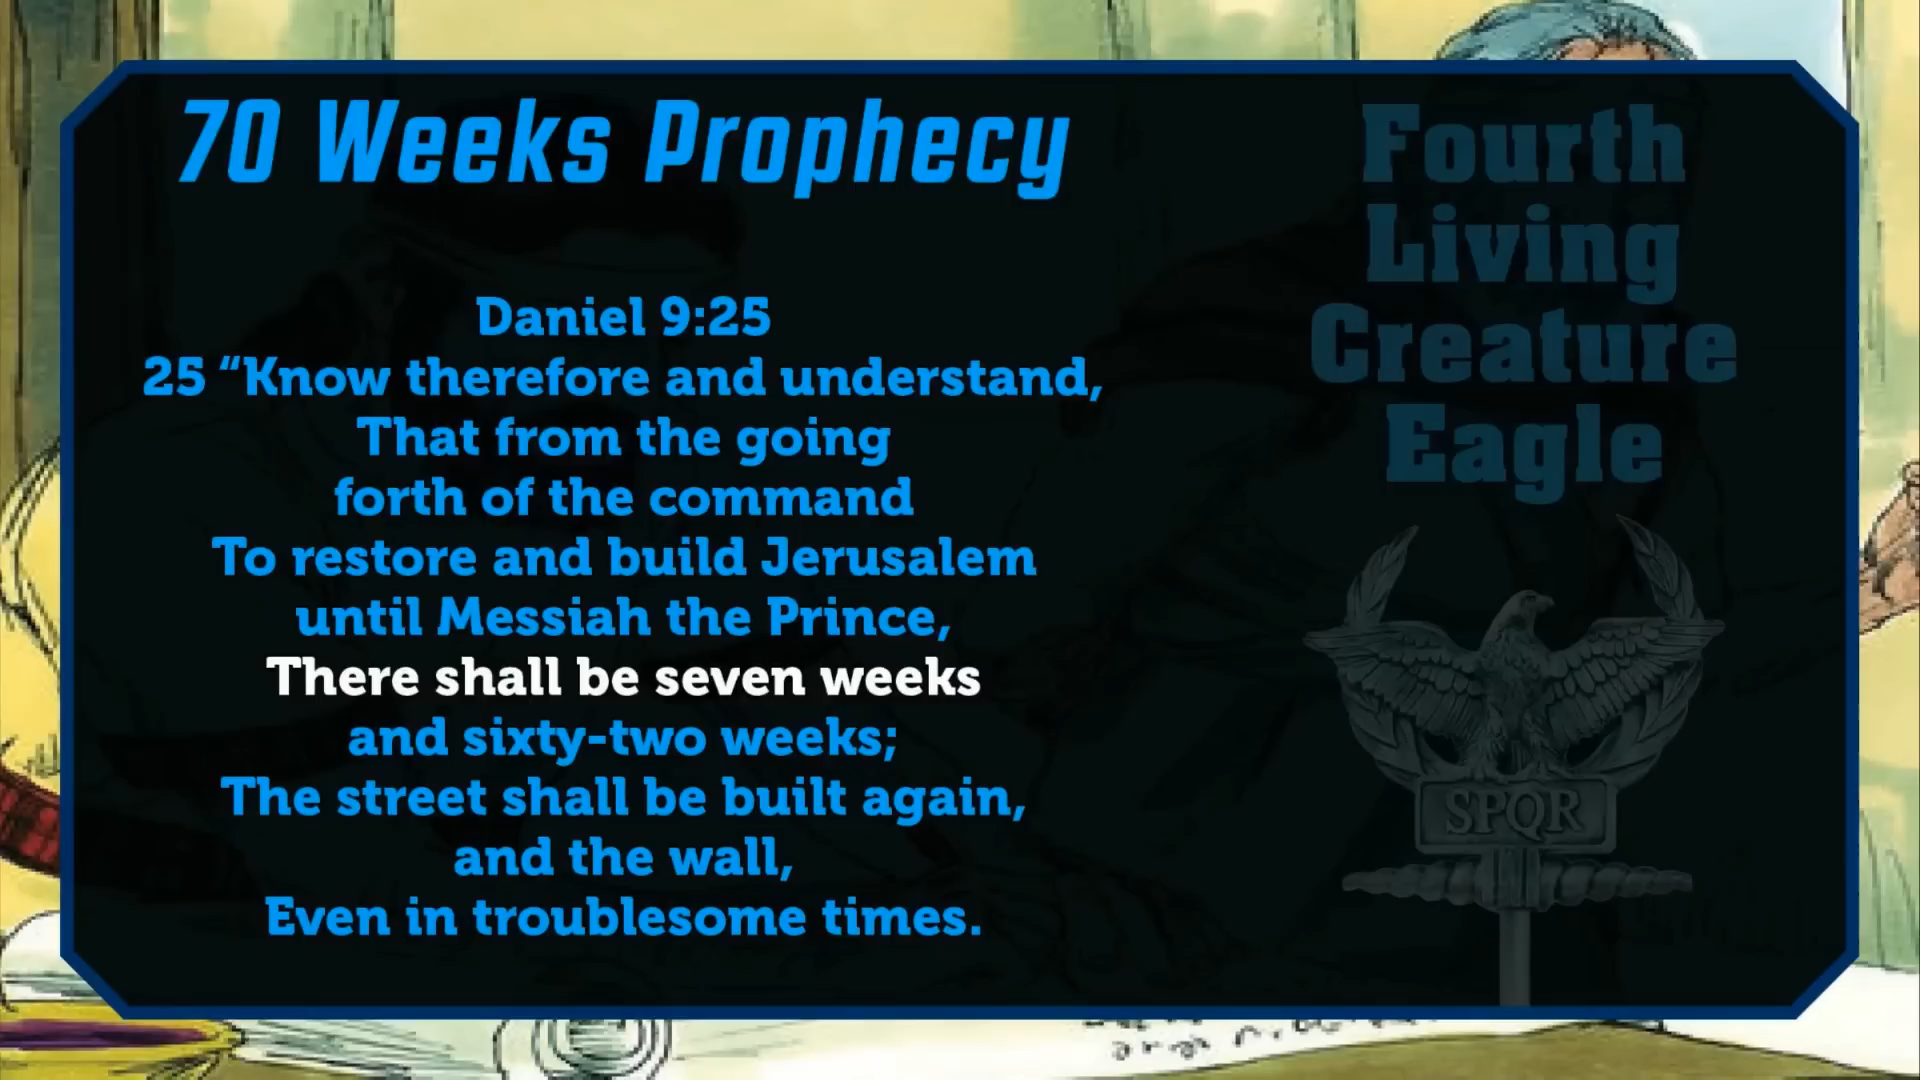 70 Weeks Prophecy
Daniel 9:25
25 “Know therefore and understand,
That from the going
forth of the command
To restore and build Jerusalem
until Messiah the Prince,
There shall be seven weeks
and sixty-two weeks;
The street shall be built again,
and the wall,
Even in troublesome times.
Fourth
Living
Creature
Eagle
SPQR